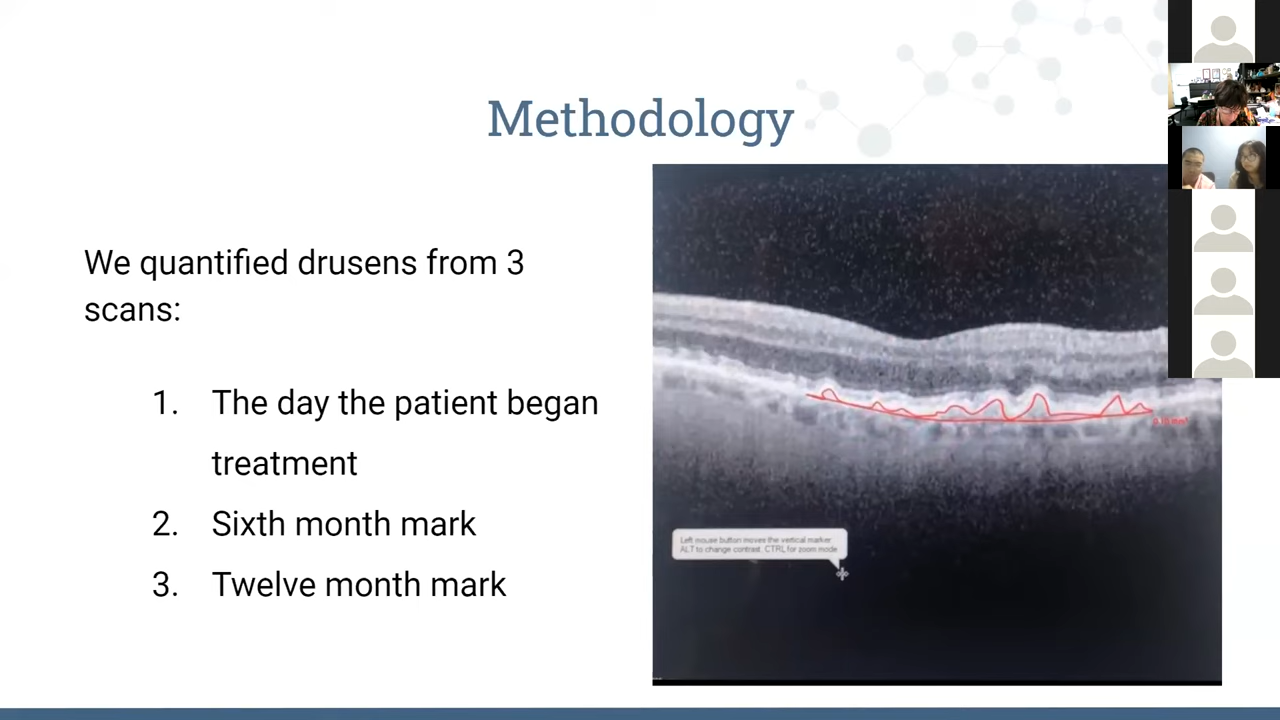 Methodology
We quantified drusens from 3
scans:
1. The day the patient began
treatment
2. Sixth month mark
3. Twelve month mark
Left mouse button moves the vertical marker
ALT to change contrast. CTRL for zoom mode